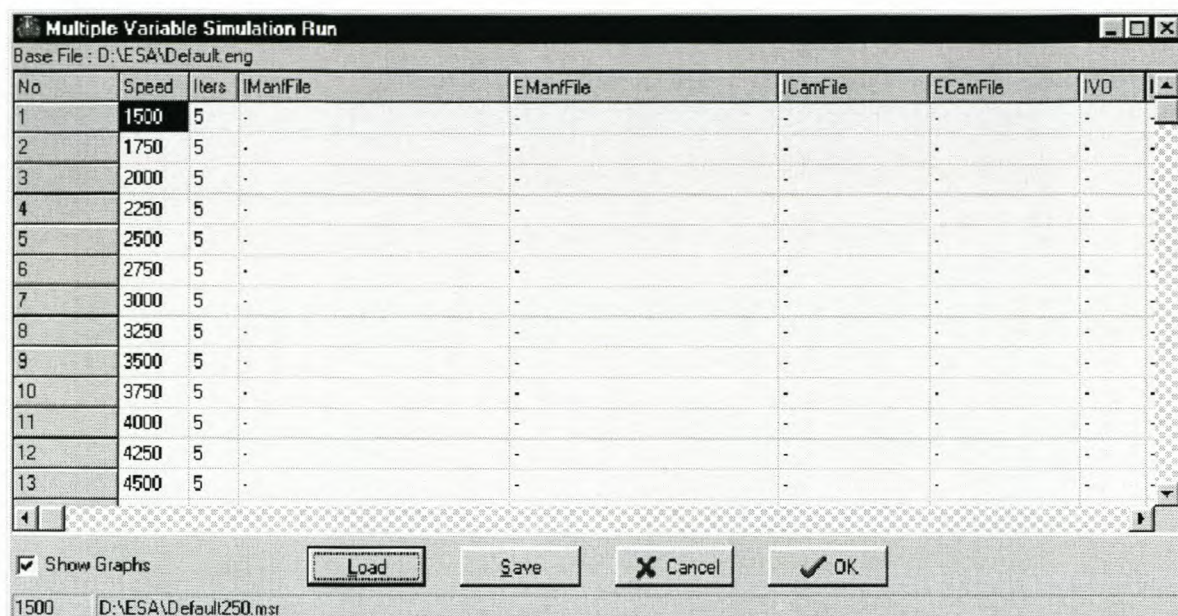 Multiple Variable Simulation Run
Base File : D:\ESA\Default.eng
No Speed Iters IManfFile EManfFile ICamFile ECamFile IVO
1 1500 5 - - - - - -
2 1750 5 - - - - - -
3 2000 5 - - - - - -
4 2250 5 - - - - - -
5 2500 5 - - - - - -
6 2750 5 - - - - - -
7 3000 5 - - - - - -
8 3250 5 - - - - - -
9 3500 5 - - - - - -
10 3750 5 - - - - - -
11 4000 5 - - - - - -
12 4250 5 - - - - - -
13 4500 5 - - - - - -
Show Graphs Load Save Cancel OK
1500 D:\ESA\Default250.msr